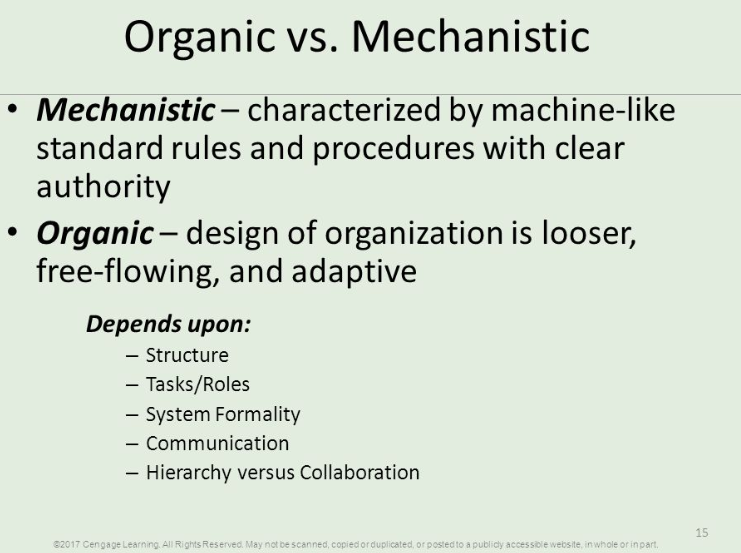 Organic vs. Mechanistic
• Mechanistic – characterized by machine-like
standard rules and procedures with clear
authority
• Organic – design of organization is looser,
free-flowing, and adaptive
Depends upon:
– Structure
– Tasks/Roles
– System Formality
– Communication
– Hierarchy versus Collaboration
15
©2017 Cengage Learning. All Rights Reserved. May not be scanned, copied or duplicated, or posted to a publicly accessible website, in whole or in part.